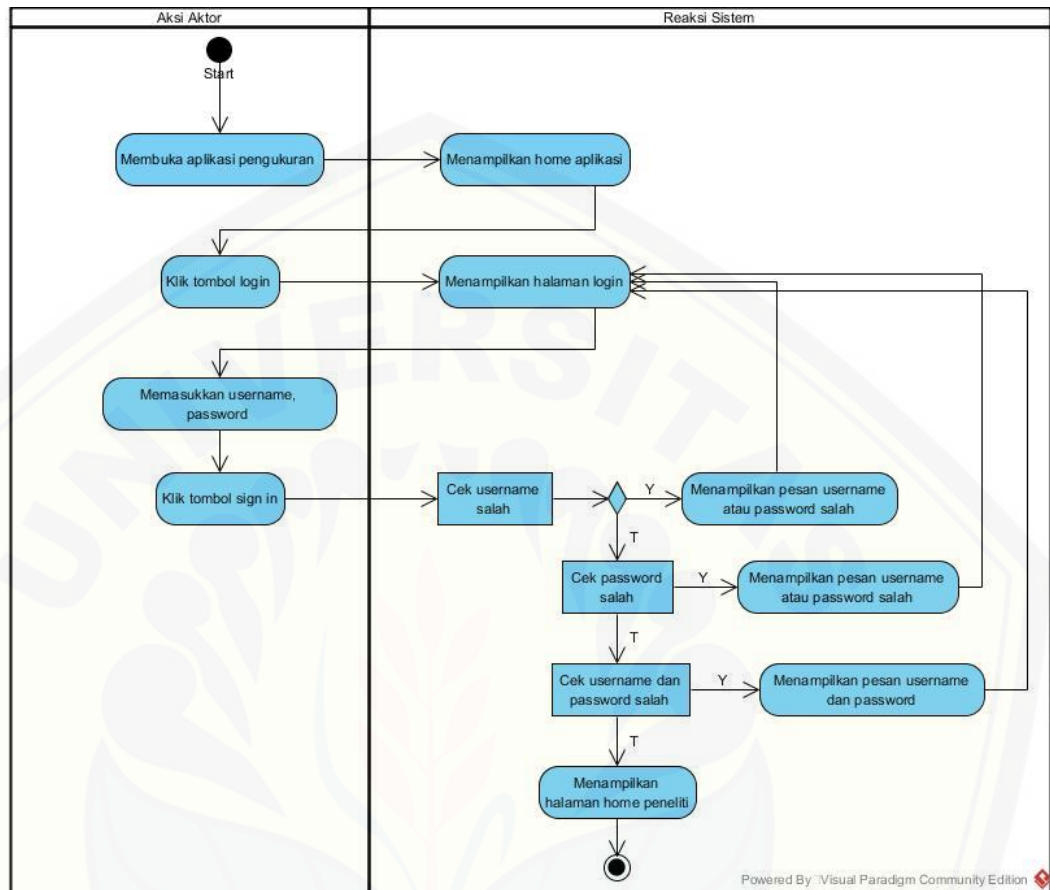 Aksi Aktor
Reaksi Sistem
Start
Membuka aplikasi pengukuran
Menampilkan home aplikasi
Klik tombol login
Menampilkan halaman login
Memasukkan username,
password
Klik tombol sign in
Cek username
salah
Y
Menampilkan pesan username
atau password salah
T
Cek password
salah
Y
Menampilkan pesan username
atau password salah
T
Cek username dan
password salah
Y
Menampilkan pesan username
dan password
T
Menampilkan
halaman home peneliti
UNIVERSITAS
Powered By Visual Paradigm Community Edition